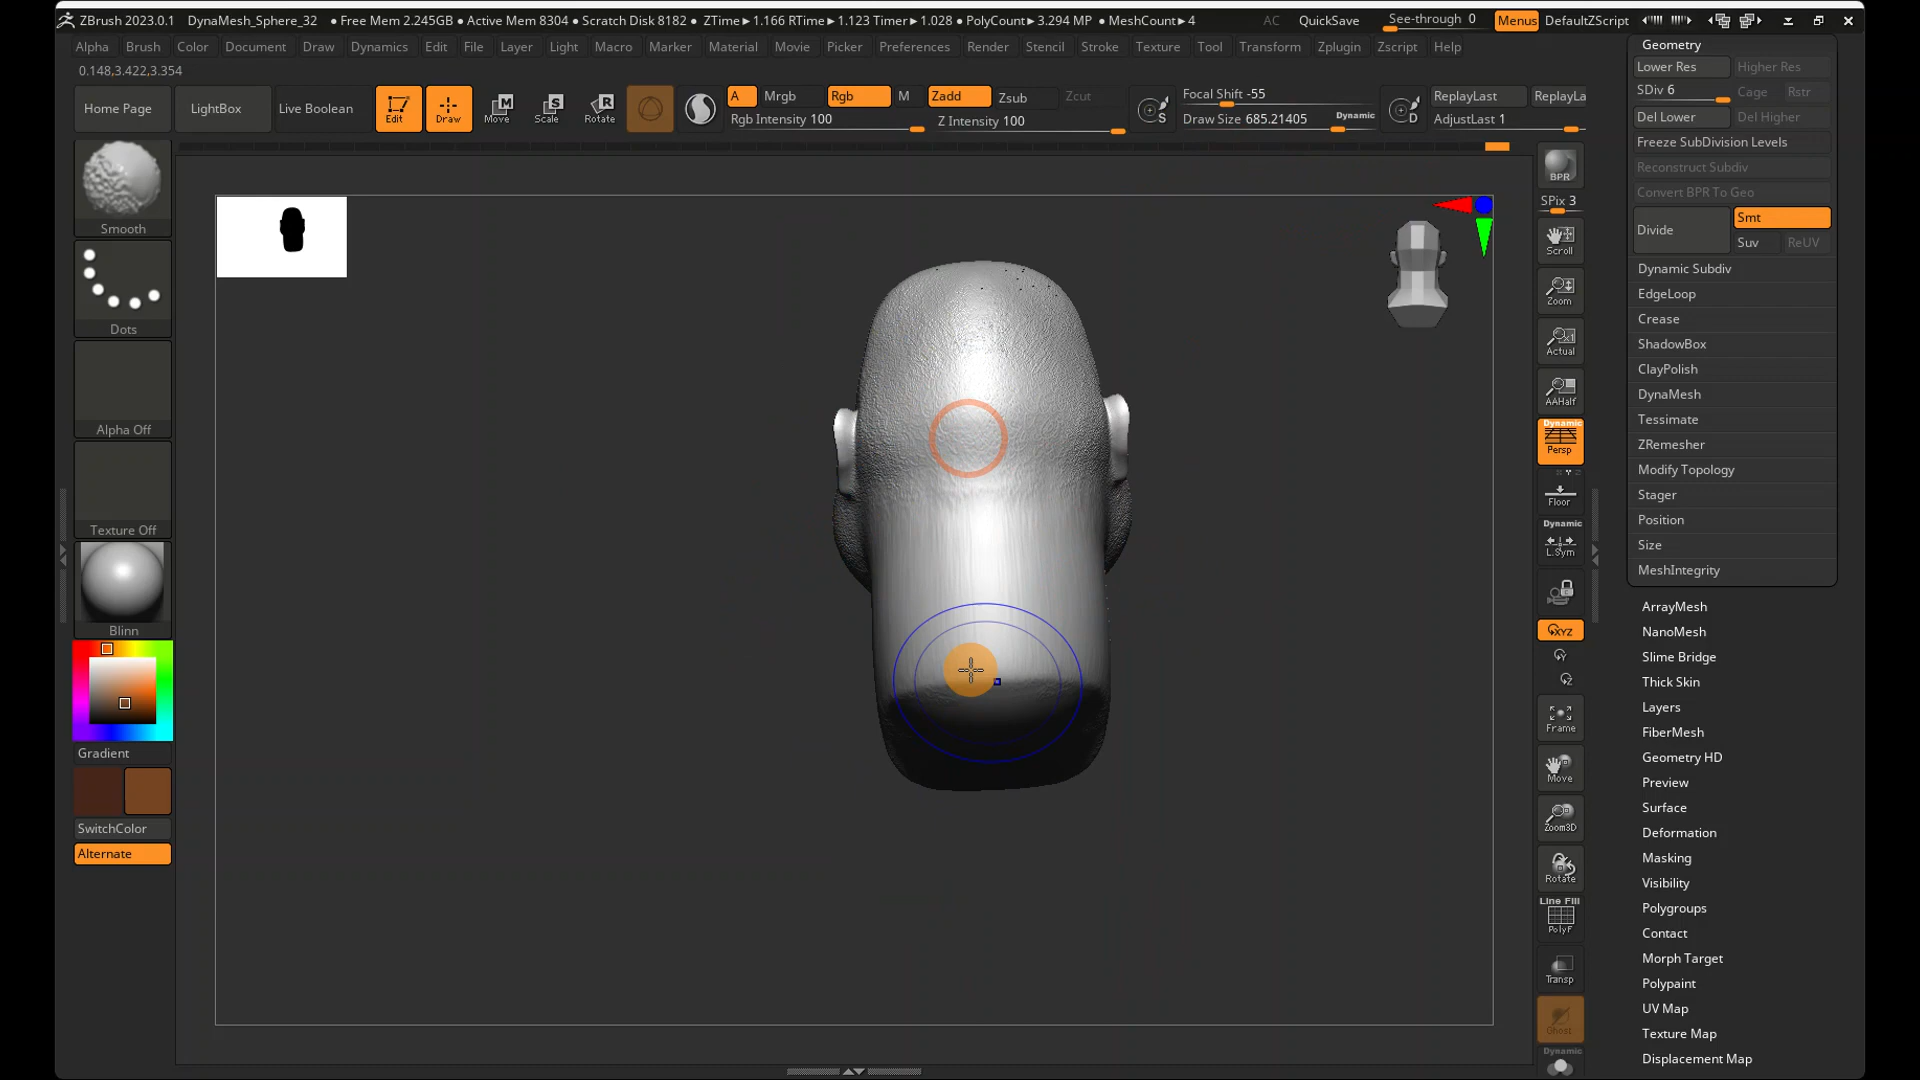 ZBrush 2023.0.1 DynaMesh_Sphere_32 ● Free Mem 2.245GB ● Active Mem 8304 ● Scratch Disk 8182 ● ZTime►1.166 RTime►1.123 Timer►1.028 ● PolyCount►3.294 MP ● MeshCount►4 AC QuickSave See-through 0 Menus DefaultZScript
Alpha Brush Color Document Draw Dynamics Edit File Layer Light Macro Marker Material Movie Picker Preferences Render Stencil Stroke Texture Tool Transform Zplugin Zscript Help
0.148,3.422,3.354
Home Page LightBox Live Boolean Edit Draw Move Scale Rotate
M S R
A Mrgb Rgb M Zadd Zsub Zcut
Rgb Intensity 100 Z Intensity 100
S Focal Shift -55
Draw Size 685.21405 Dynamic
D ReplayLast ReplayLa
AdjustLast 1
Smooth
Dots
Alpha Off
Texture Off
Blinn
Gradient
SwitchColor
Alternate
BPR
SPix 3
Scroll
Zoom
Actual
AAHalf
Dynamic
Persp
Floor
Dynamic
L.Sym
XYZ
Y
Z
Frame
Move
Zoom3D
Rotate
Line Fill
PolyF
Transp
Ghost
Dynamic
Geometry
Lower Res Higher Res
SDiv 6 Cage Rstr
Del Lower Del Higher
Freeze SubDivision Levels
Reconstruct Subdiv
Convert BPR To Geo
Divide Smt
Suv ReUV
Dynamic Subdiv
EdgeLoop
Crease
ShadowBox
ClayPolish
DynaMesh
Tessimate
ZRemesher
Modify Topology
Stager
Position
Size
MeshIntegrity
ArrayMesh
NanoMesh
Slime Bridge
Thick Skin
Layers
FiberMesh
Geometry HD
Preview
Surface
Deformation
Masking
Visibility
Polygroups
Contact
Morph Target
Polypaint
UV Map
Texture Map
Displacement Map